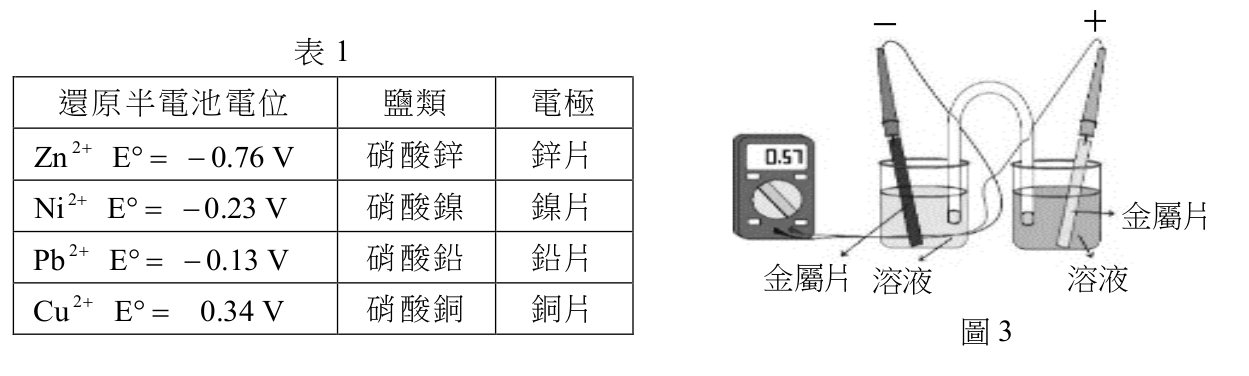 表 1
還原半電池電位 鹽類 電極
Zn²⁺ E° = －0.76 V 硝酸鋅 鋅片
Ni²⁺ E° = －0.23 V 硝酸鎳 鎳片
Pb²⁺ E° = －0.13 V 硝酸鉛 鉛片
Cu²⁺ E° = 0.34 V 硝酸銅 銅片
－ ＋
0.57
金屬片
金屬片 溶液 溶液
圖 3